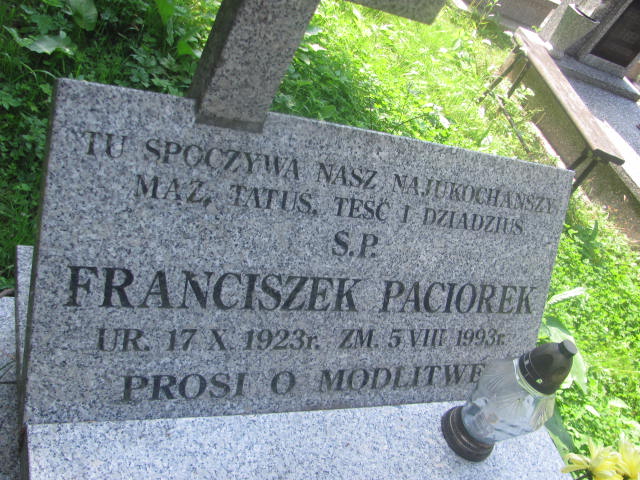 TU SPOCZYWA NASZ NAJUKOCHAŃSZY
MĄŻ, TATUŚ, TEŚĆ I DZIADZIUŚ
Ś.P.
FRANCISZEK PACIOREK
UR. 17 X 1923r. ZM. 5 VIII 1993r.
PROSI O MODLITWĘ